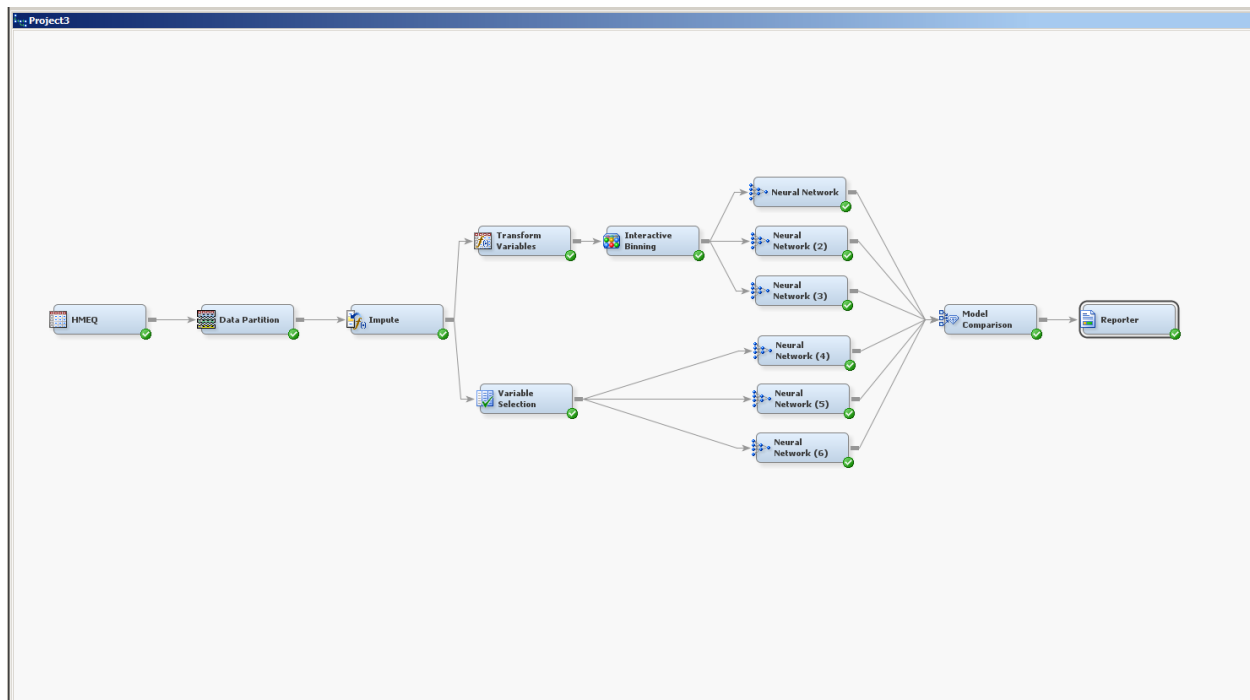 Project3
Neural Network
Transform
Variables
Interactive
Binning
Neural
Network (2)
Neural
Network (3)
HMEQ
Data Partition
Impute
Model
Comparison
Reporter
Neural
Network (4)
Variable
Selection
Neural
Network (5)
Neural
Network (6)